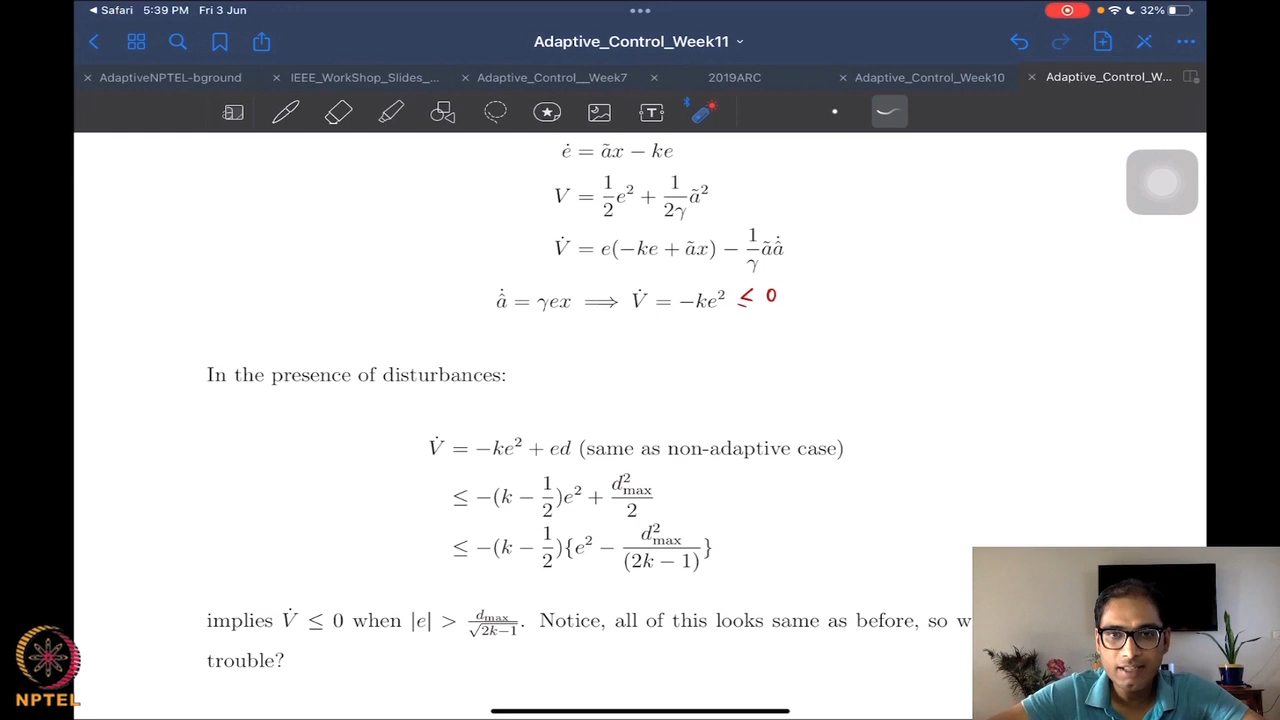 Safari 5:39 PM Fri 3 Jun 32%
Adaptive_Control_Week11
AdaptiveNPTEL-bground IEEE_WorkShop_Slides_... Adaptive_Control__Week7 2019ARC Adaptive_Control_Week10 Adaptive_Control_W...
ė = ãx − ke
V = 1/2 e² + 1/(2γ) ã²
V̇ = e(−ke + ãx) − 1/γ ã â̇
â̇ = γex ⟹ V̇ = −ke² ≤ 0
In the presence of disturbances:
V̇ = −ke² + ed (same as non-adaptive case)
≤ −(k − 1/2)e² + d²max/2
≤ −(k − 1/2){e² − d²max/(2k − 1)}
implies V̇ ≤ 0 when |e| > dmax/√(2k−1). Notice, all of this looks same as before, so
trouble?
NPTEL